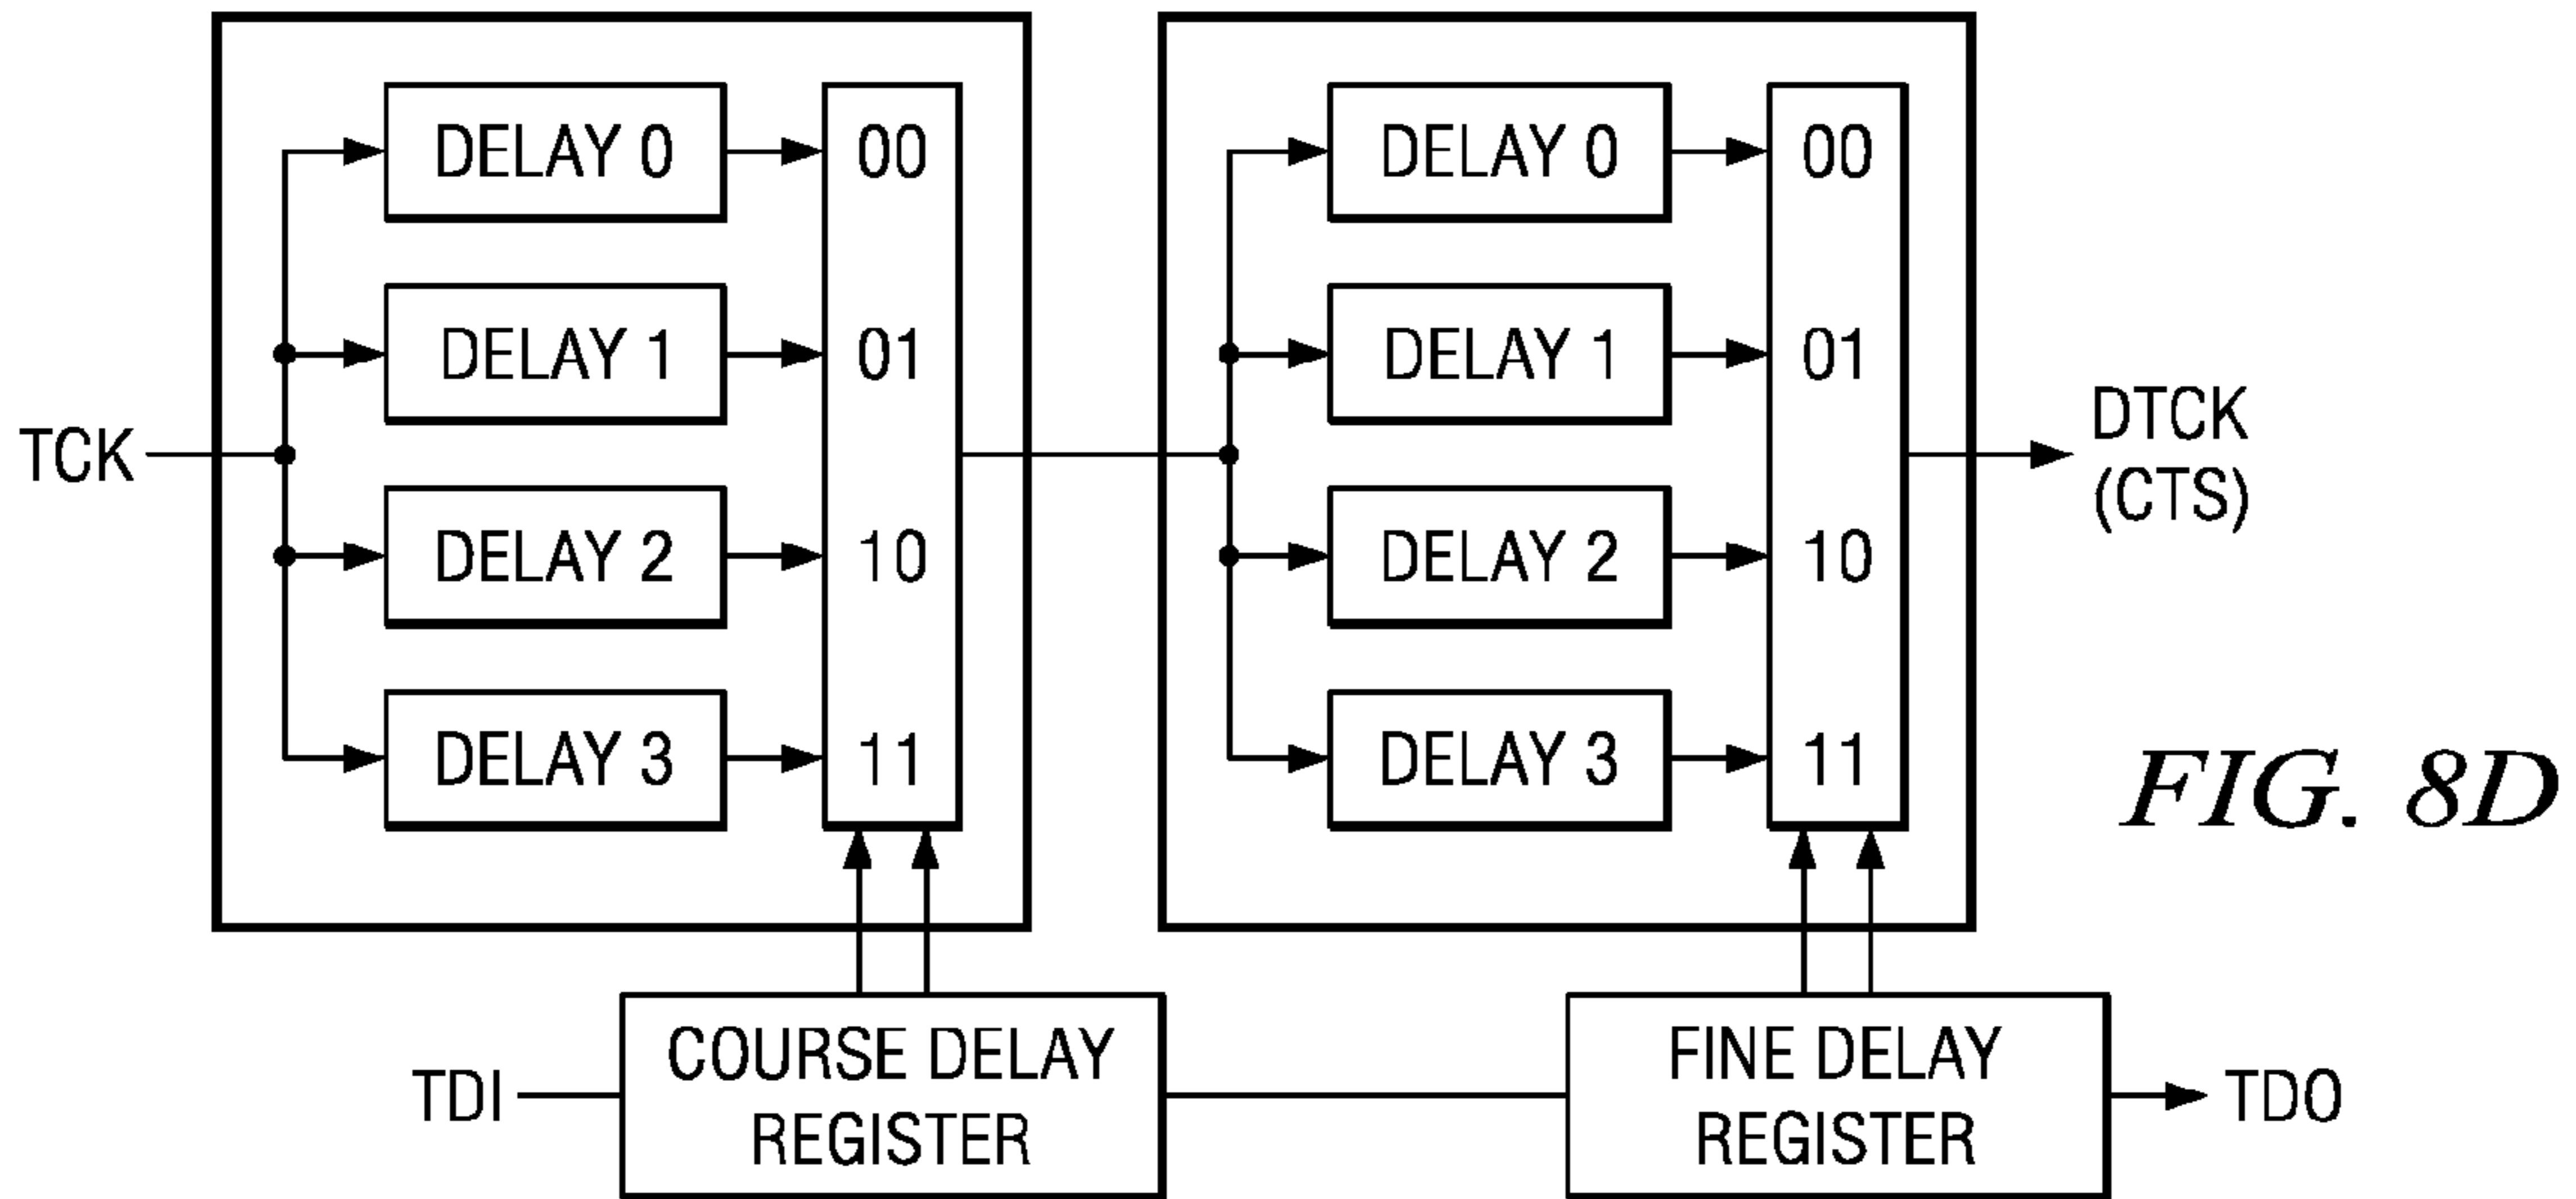 TCK
DELAY 0
DELAY 1
DELAY 2
DELAY 3
00
01
10
11
DELAY 0
DELAY 1
DELAY 2
DELAY 3
00
01
10
11
DTCK
(CTS)
TDI
COURSE DELAY
REGISTER
FINE DELAY
REGISTER
TDO
FIG. 8D